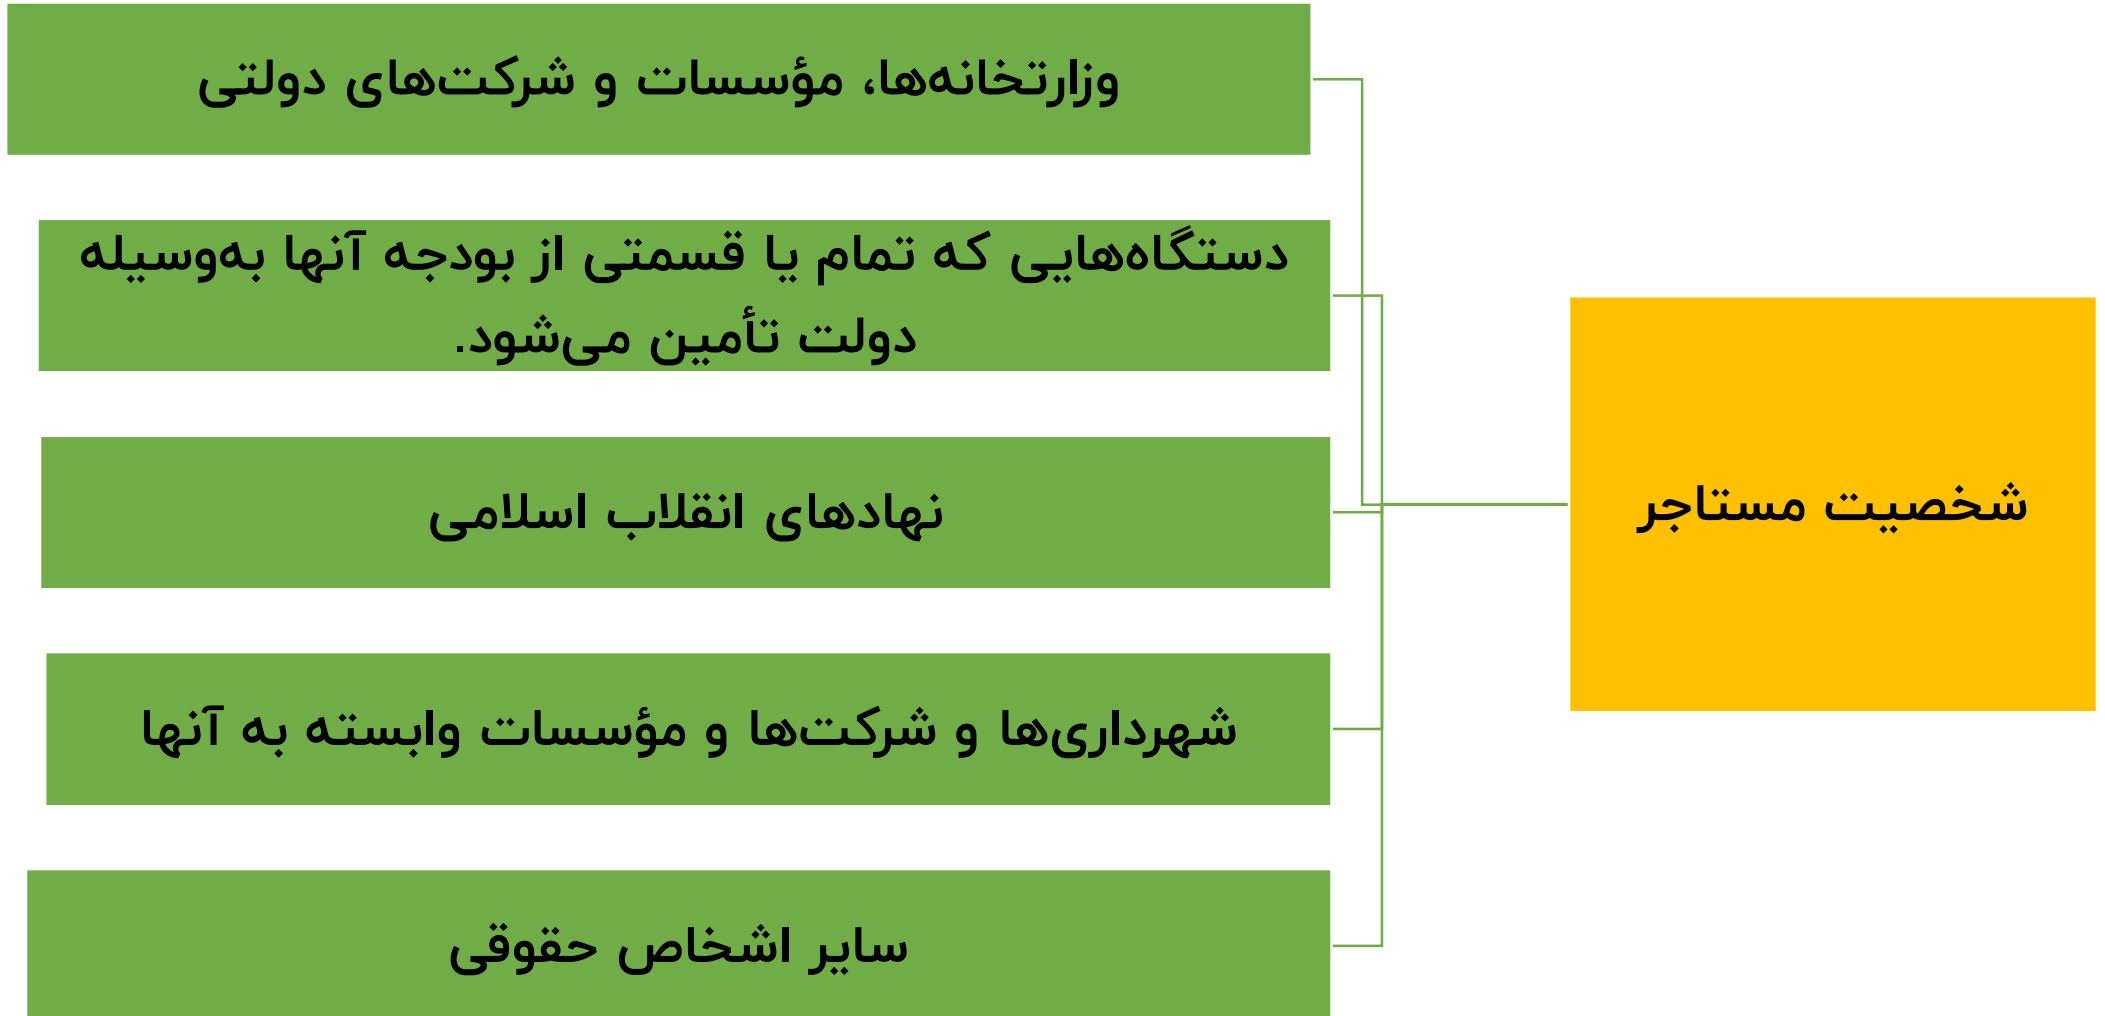 شخصیت مستاجر
وزارتخانه‌ها، مؤسسات و شرکت‌های دولتی
دستگاه‌هایی که تمام یا قسمتی از بودجه آنها به‌وسیله
دولت تأمین می‌شود.
نهادهای انقلاب اسلامی
شهرداری‌ها و شرکت‌ها و مؤسسات وابسته به آنها
سایر اشخاص حقوقی